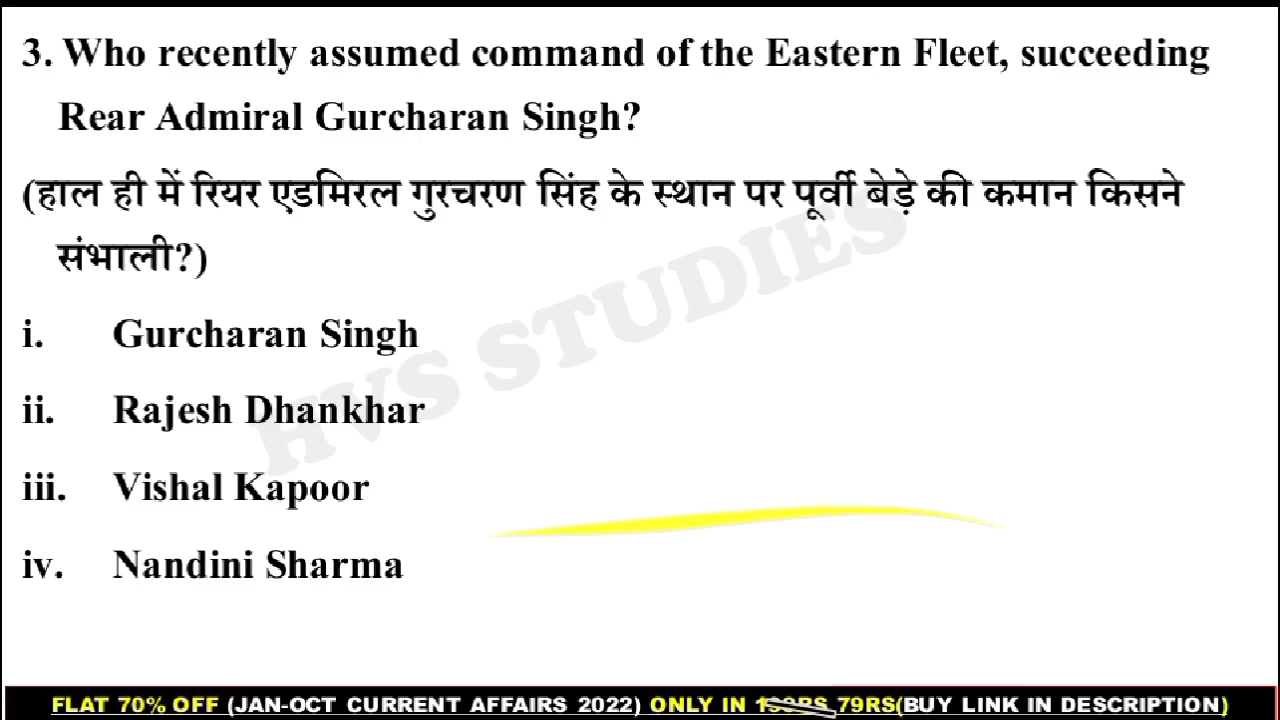 3. Who recently assumed command of the Eastern Fleet, succeeding
Rear Admiral Gurcharan Singh?
(हाल ही में रियर एडमिरल गुरचरण सिंह के स्थान पर पूर्वी बेड़े की कमान किसने
संभाली?)
HVS STUDIES
i. Gurcharan Singh
ii. Rajesh Dhankhar
iii. Vishal Kapoor
iv. Nandini Sharma
FLAT 70% OFF (JAN-OCT CURRENT AFFAIRS 2022) ONLY IN 79RS(BUY LINK IN DESCRIPTION)